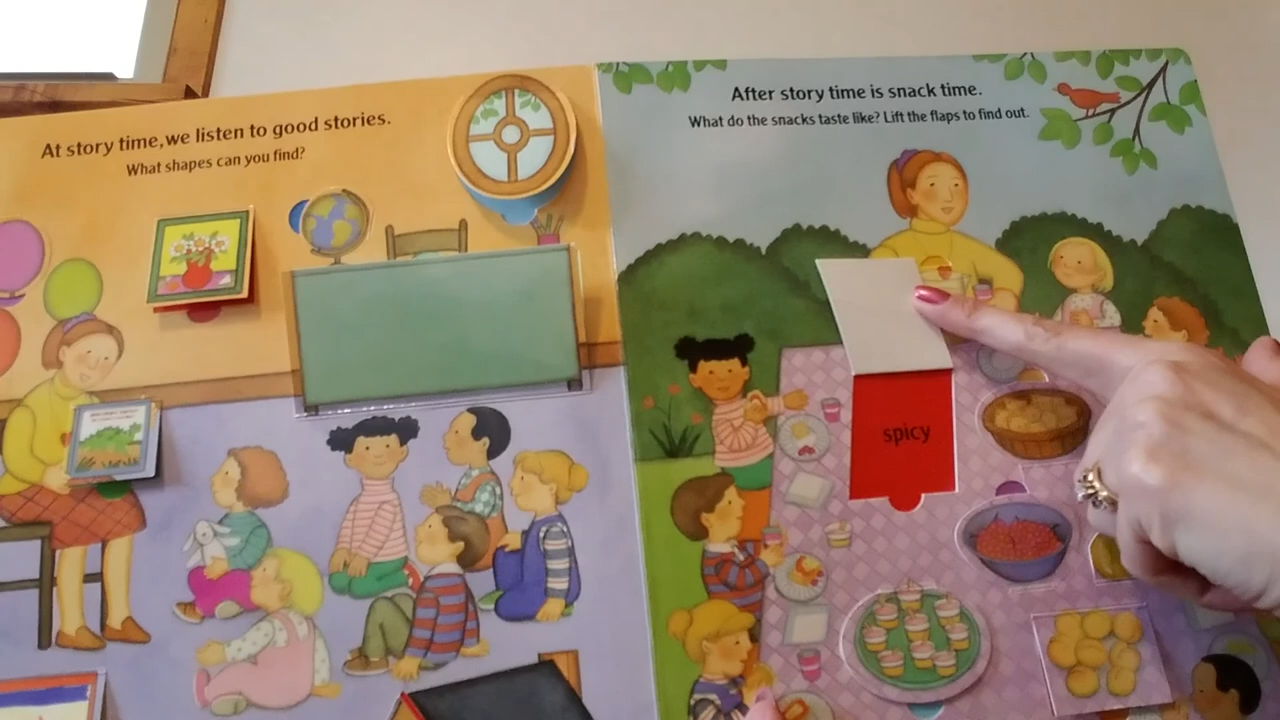 At story time, we listen to good stories.
What shapes can you find?
After story time is snack time.
What do the snacks taste like? Lift the flaps to find out.
spicy